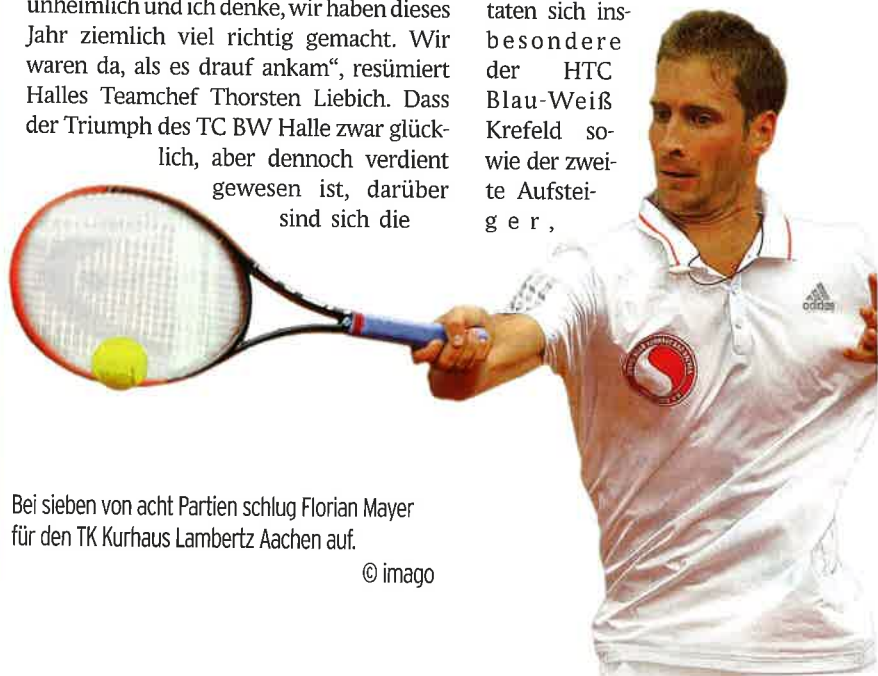 unheimlich und ich denke, wir haben dieses
Jahr ziemlich viel richtig gemacht. Wir
waren da, als es drauf ankam“, resümiert
Halles Teamchef Thorsten Liebich. Dass
der Triumph des TC BW Halle zwar glück-
lich, aber dennoch verdient
gewesen ist, darüber
sind sich die
taten sich ins-
besondere
der HTC
Blau-Weiß
Krefeld so-
wie der zwei-
te Aufstei-
ger,
adidas
Bei sieben von acht Partien schlug Florian Mayer
für den TK Kurhaus Lambertz Aachen auf.
© imago